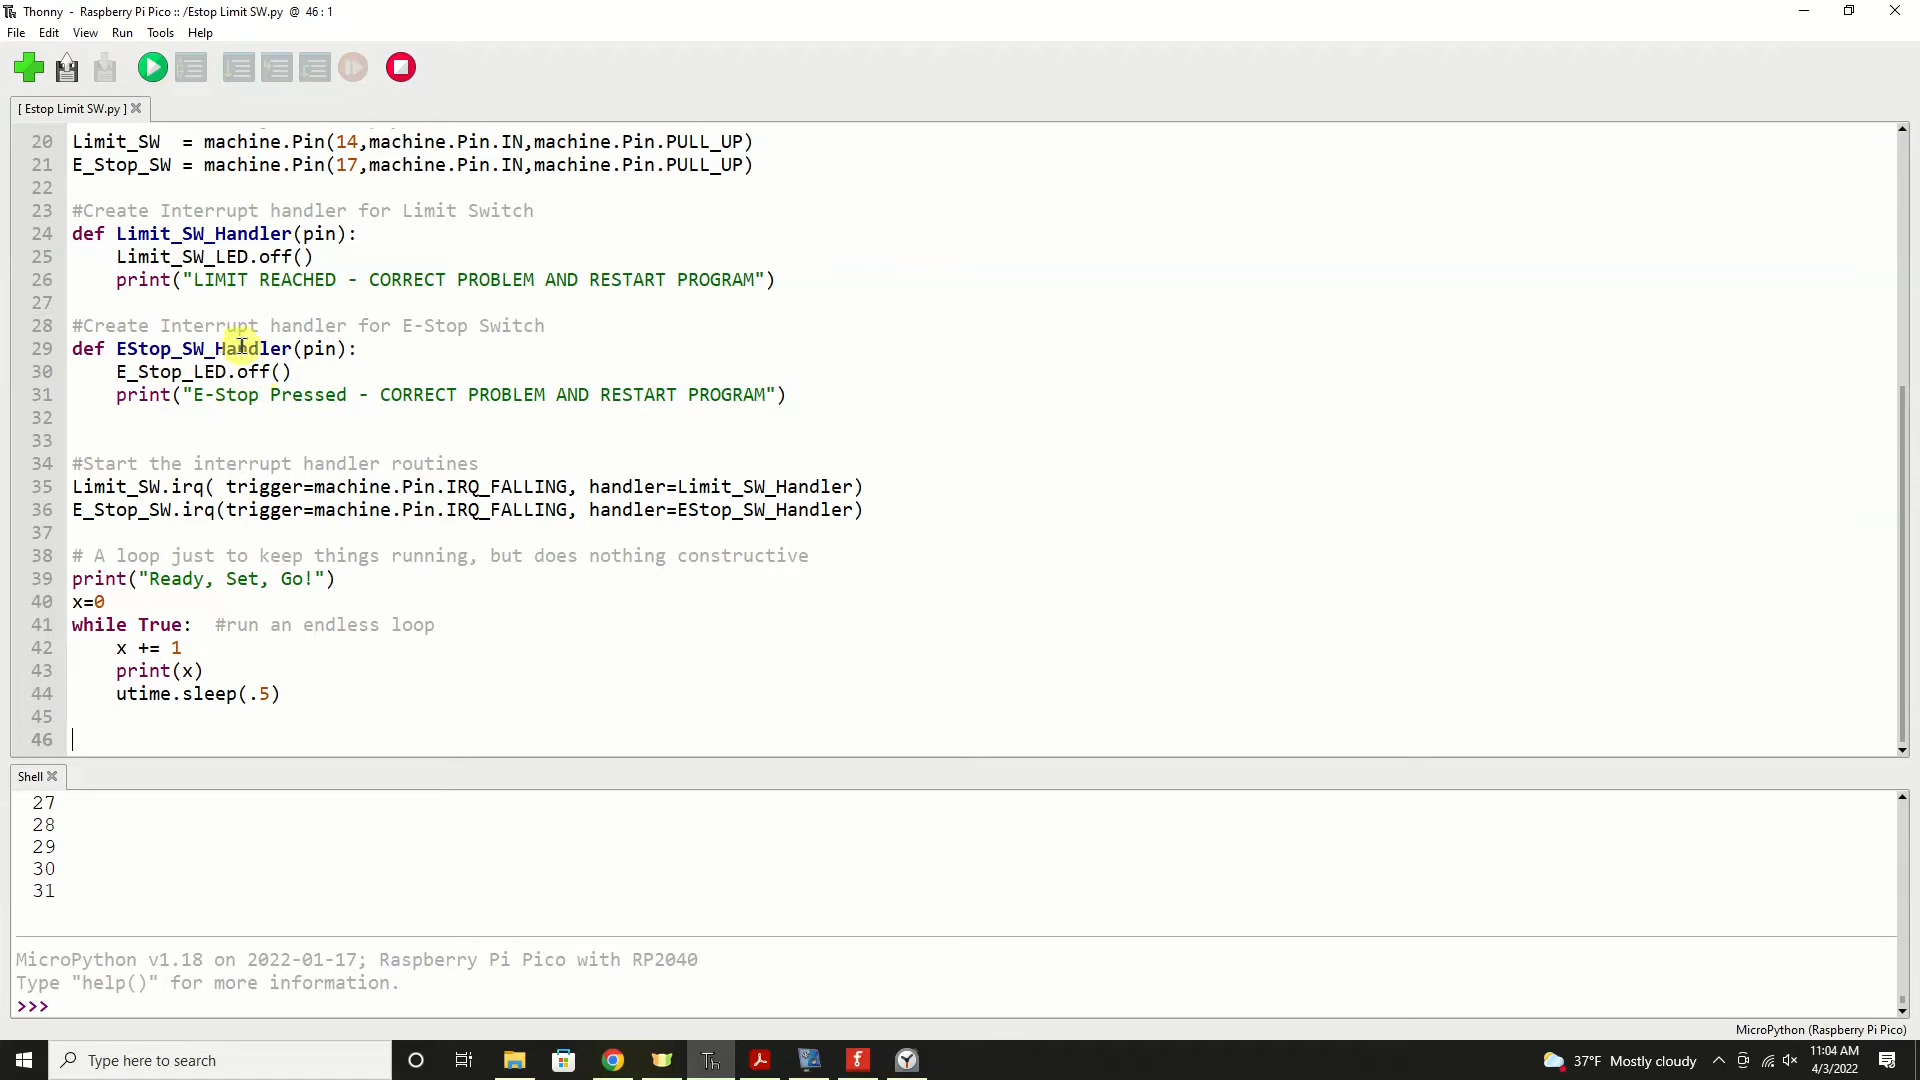 Thonny - Raspberry Pi Pico :: /Estop Limit SW.py @ 46 : 1
File Edit View Run Tools Help
[ Estop Limit SW.py ]
20 Limit_SW  = machine.Pin(14,machine.Pin.IN,machine.Pin.PULL_UP)
21 E_Stop_SW = machine.Pin(17,machine.Pin.IN,machine.Pin.PULL_UP)
22
23 #Create Interrupt handler for Limit Switch
24 def Limit_SW_Handler(pin):
25     Limit_SW_LED.off()
26     print("LIMIT REACHED - CORRECT PROBLEM AND RESTART PROGRAM")
27
28 #Create Interrupt handler for E-Stop Switch
29 def EStop_SW_Handler(pin):
30     E_Stop_LED.off()
31     print("E-Stop Pressed - CORRECT PROBLEM AND RESTART PROGRAM")
32
33
34 #Start the interrupt handler routines
35 Limit_SW.irq( trigger=machine.Pin.IRQ_FALLING, handler=Limit_SW_Handler)
36 E_Stop_SW.irq(trigger=machine.Pin.IRQ_FALLING, handler=EStop_SW_Handler)
37
38 # A loop just to keep things running, but does nothing constructive
39 print("Ready, Set, Go!")
40 x=0
41 while True:  #run an endless loop
42     x += 1
43     print(x)
44     utime.sleep(.5)
45
46
Shell
27
28
29
30
31
MicroPython v1.18 on 2022-01-17; Raspberry Pi Pico with RP2040
Type "help()" for more information.
>>>
MicroPython (Raspberry Pi Pico)
Type here to search
Th
37°F Mostly cloudy
11:04 AM
4/3/2022